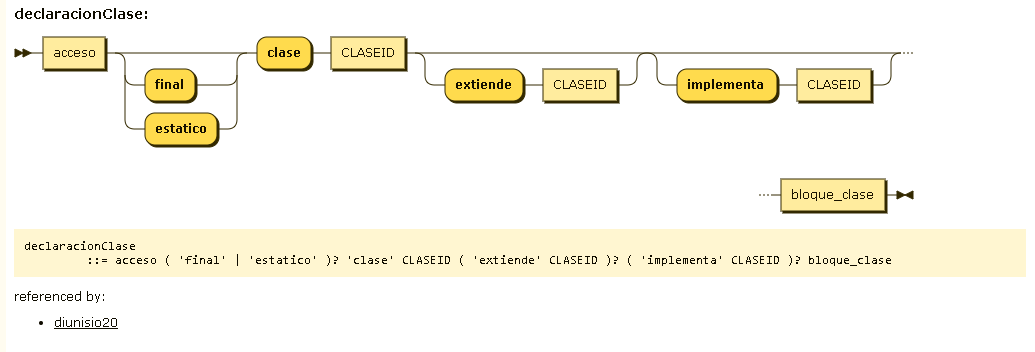 declaracionClase:
acceso final estatico clase CLASEID extiende CLASEID implementa CLASEID
bloque_clase
declaracionClase
::= acceso ( 'final' | 'estatico' )? 'clase' CLASEID ( 'extiende' CLASEID )? ( 'implementa' CLASEID )? bloque_clase
referenced by:
• diunisio20